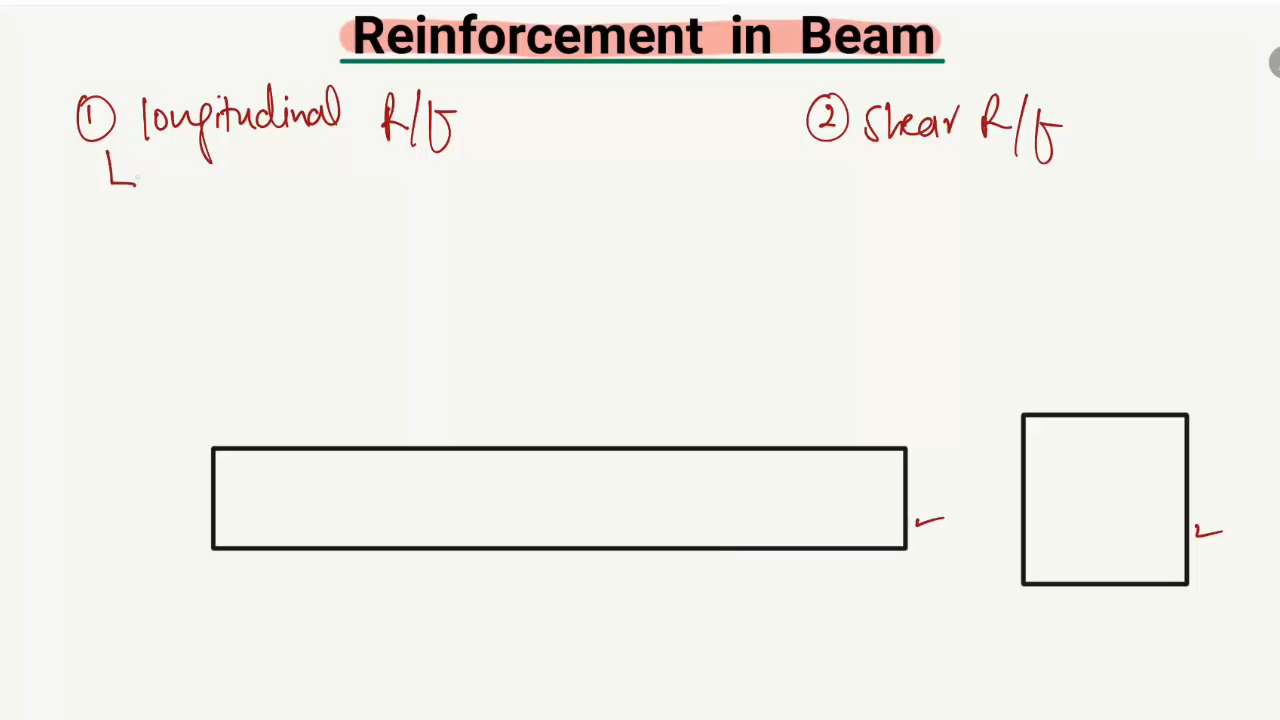 Reinforcement in Beam
① longitudinal R/f
② Shear R/f